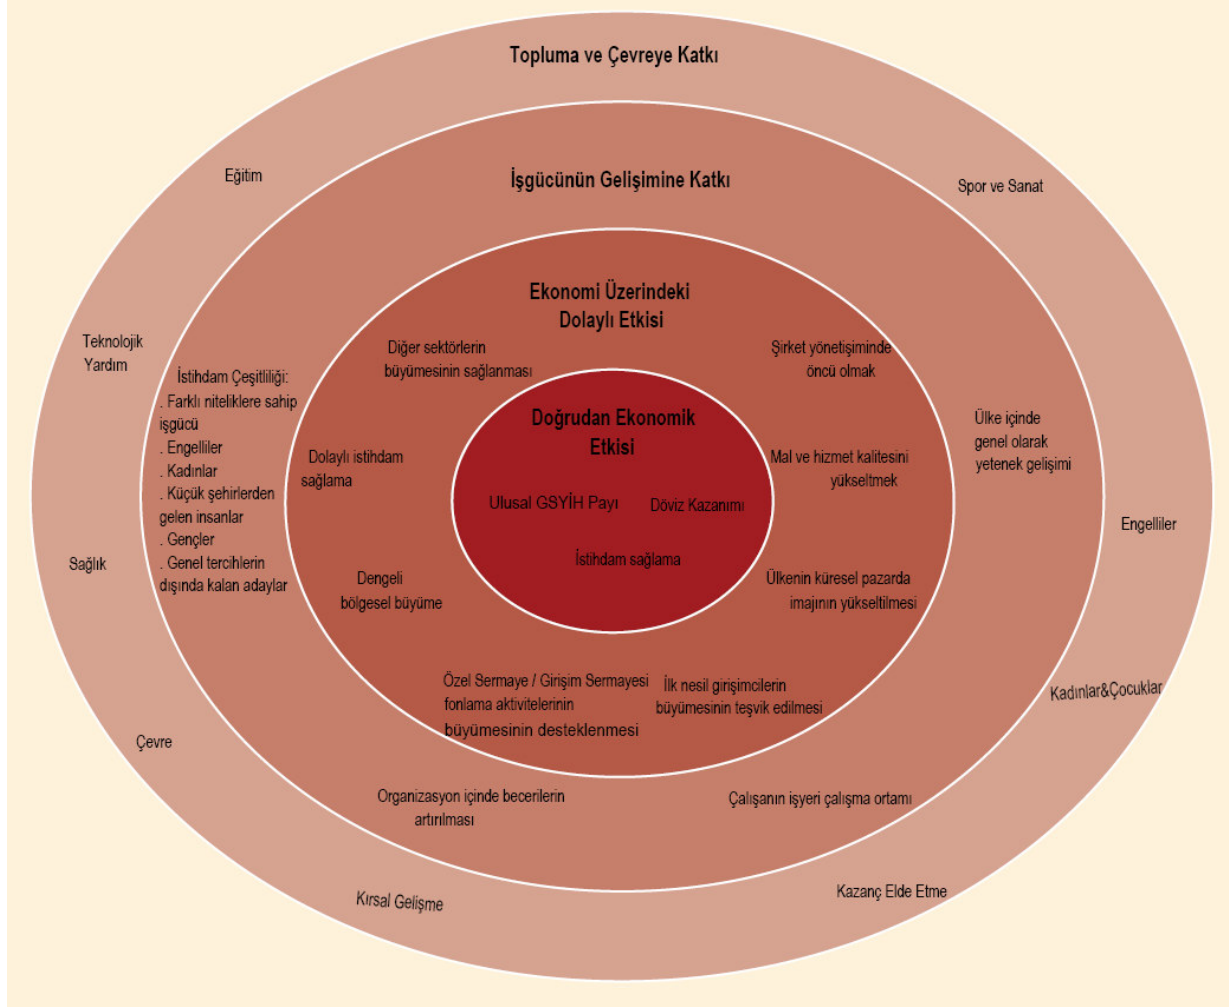 Topluma ve Çevreye Katkı
Eğitim
Spor ve Sanat
Teknolojik
Yardım
Sağlık
Engelliler
Çevre
Kadınlar&Çocuklar
Kırsal Gelişme
Kazanç Elde Etme
İşgücünün Gelişimine Katkı
İstihdam Çeşitliliği:
. Farklı niteliklere sahip
işgücü
. Engelliler
. Kadınlar
. Küçük şehirlerden
gelen insanlar
. Gençler
. Genel tercihlerin
dışında kalan adaylar
Ülke içinde
genel olarak
yetenek gelişimi
Organizasyon içinde becerilerin
artırılması
Çalışanın işyeri çalışma ortamı
Ekonomi Üzerindeki
Dolaylı Etkisi
Diğer sektörlerin
büyümesinin sağlanması
Şirket yönetişiminde
öncü olmak
Dolaylı istihdam
sağlama
Mal ve hizmet kalitesini
yükseltmek
Dengeli
bölgesel büyüme
Ülkenin küresel pazarda
imajının yükseltilmesi
Özel Sermaye / Girişim Sermayesi
fonlama aktivitelerinin
büyümesinin desteklenmesi
İlk nesil girişimcilerin
büyümesinin teşvik edilmesi
Doğrudan Ekonomik
Etkisi
Ulusal GSYİH Payı
Döviz Kazanımı
İstihdam sağlama